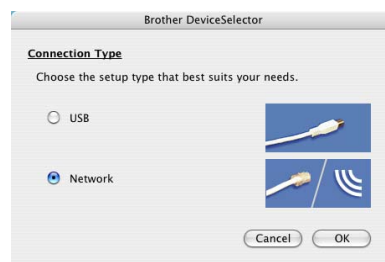 Brother DeviceSelector
Connection Type
Choose the setup type that best suits your needs.
USB
Network
Cancel
OK